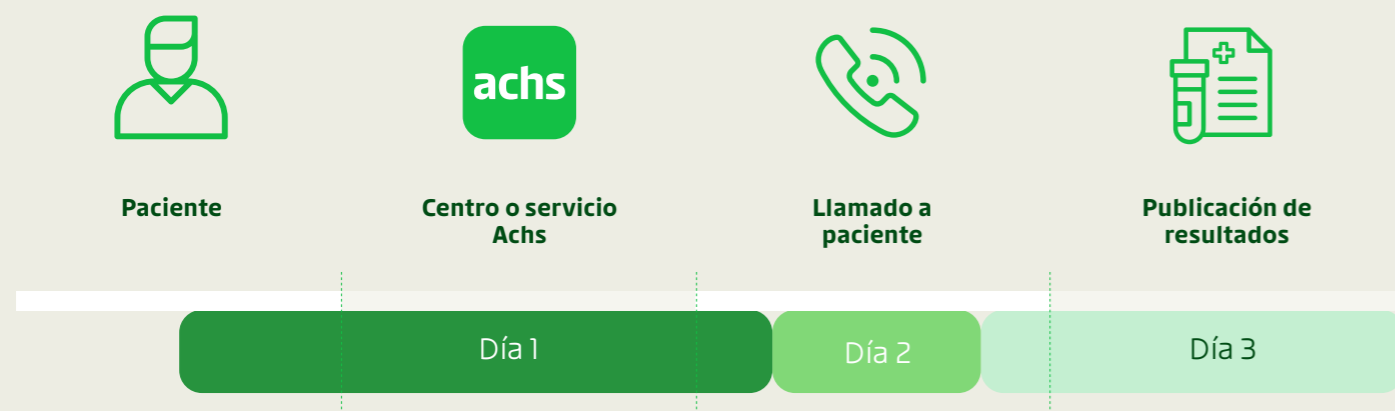 achs
Paciente
Centro o servicio
Achs
Llamado a
paciente
Publicación de
resultados
Día 1
Día 2
Día 3